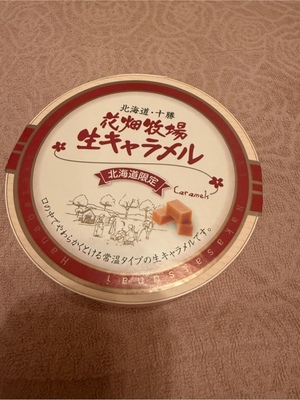 北海道・十勝
花畑牧場
生キャラメル
北海道限定
Caramel
口の中でやわらかくとける常温タイプの生キャラメルです。